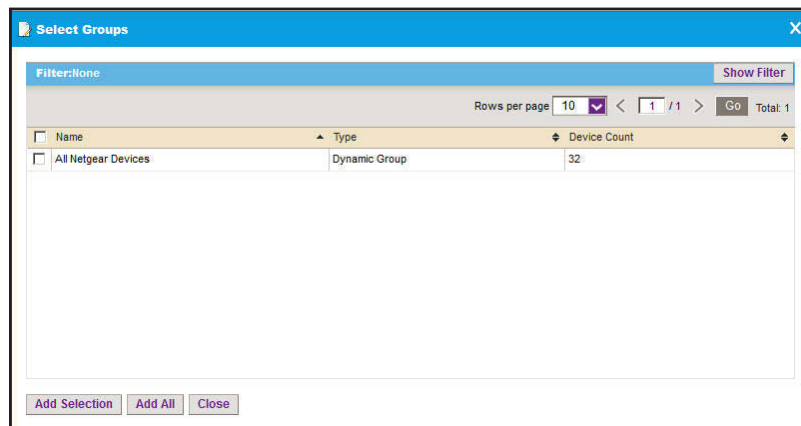 Select Groups X
Filter:None Show Filter
Rows per page 10 < 1 / 1 > Go Total: 1
Name Type Device Count
All Netgear Devices Dynamic Group 32
Add Selection Add All Close